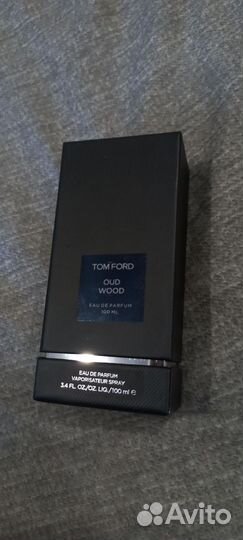 TOM FORD
OUD
WOOD
EAU DE PARFUM
100 ML
EAU DE PARFUM
VAPORISATEUR SPRAY
3.4 FL. OZ./OZ. LIQ./100 ml ℮
Avito